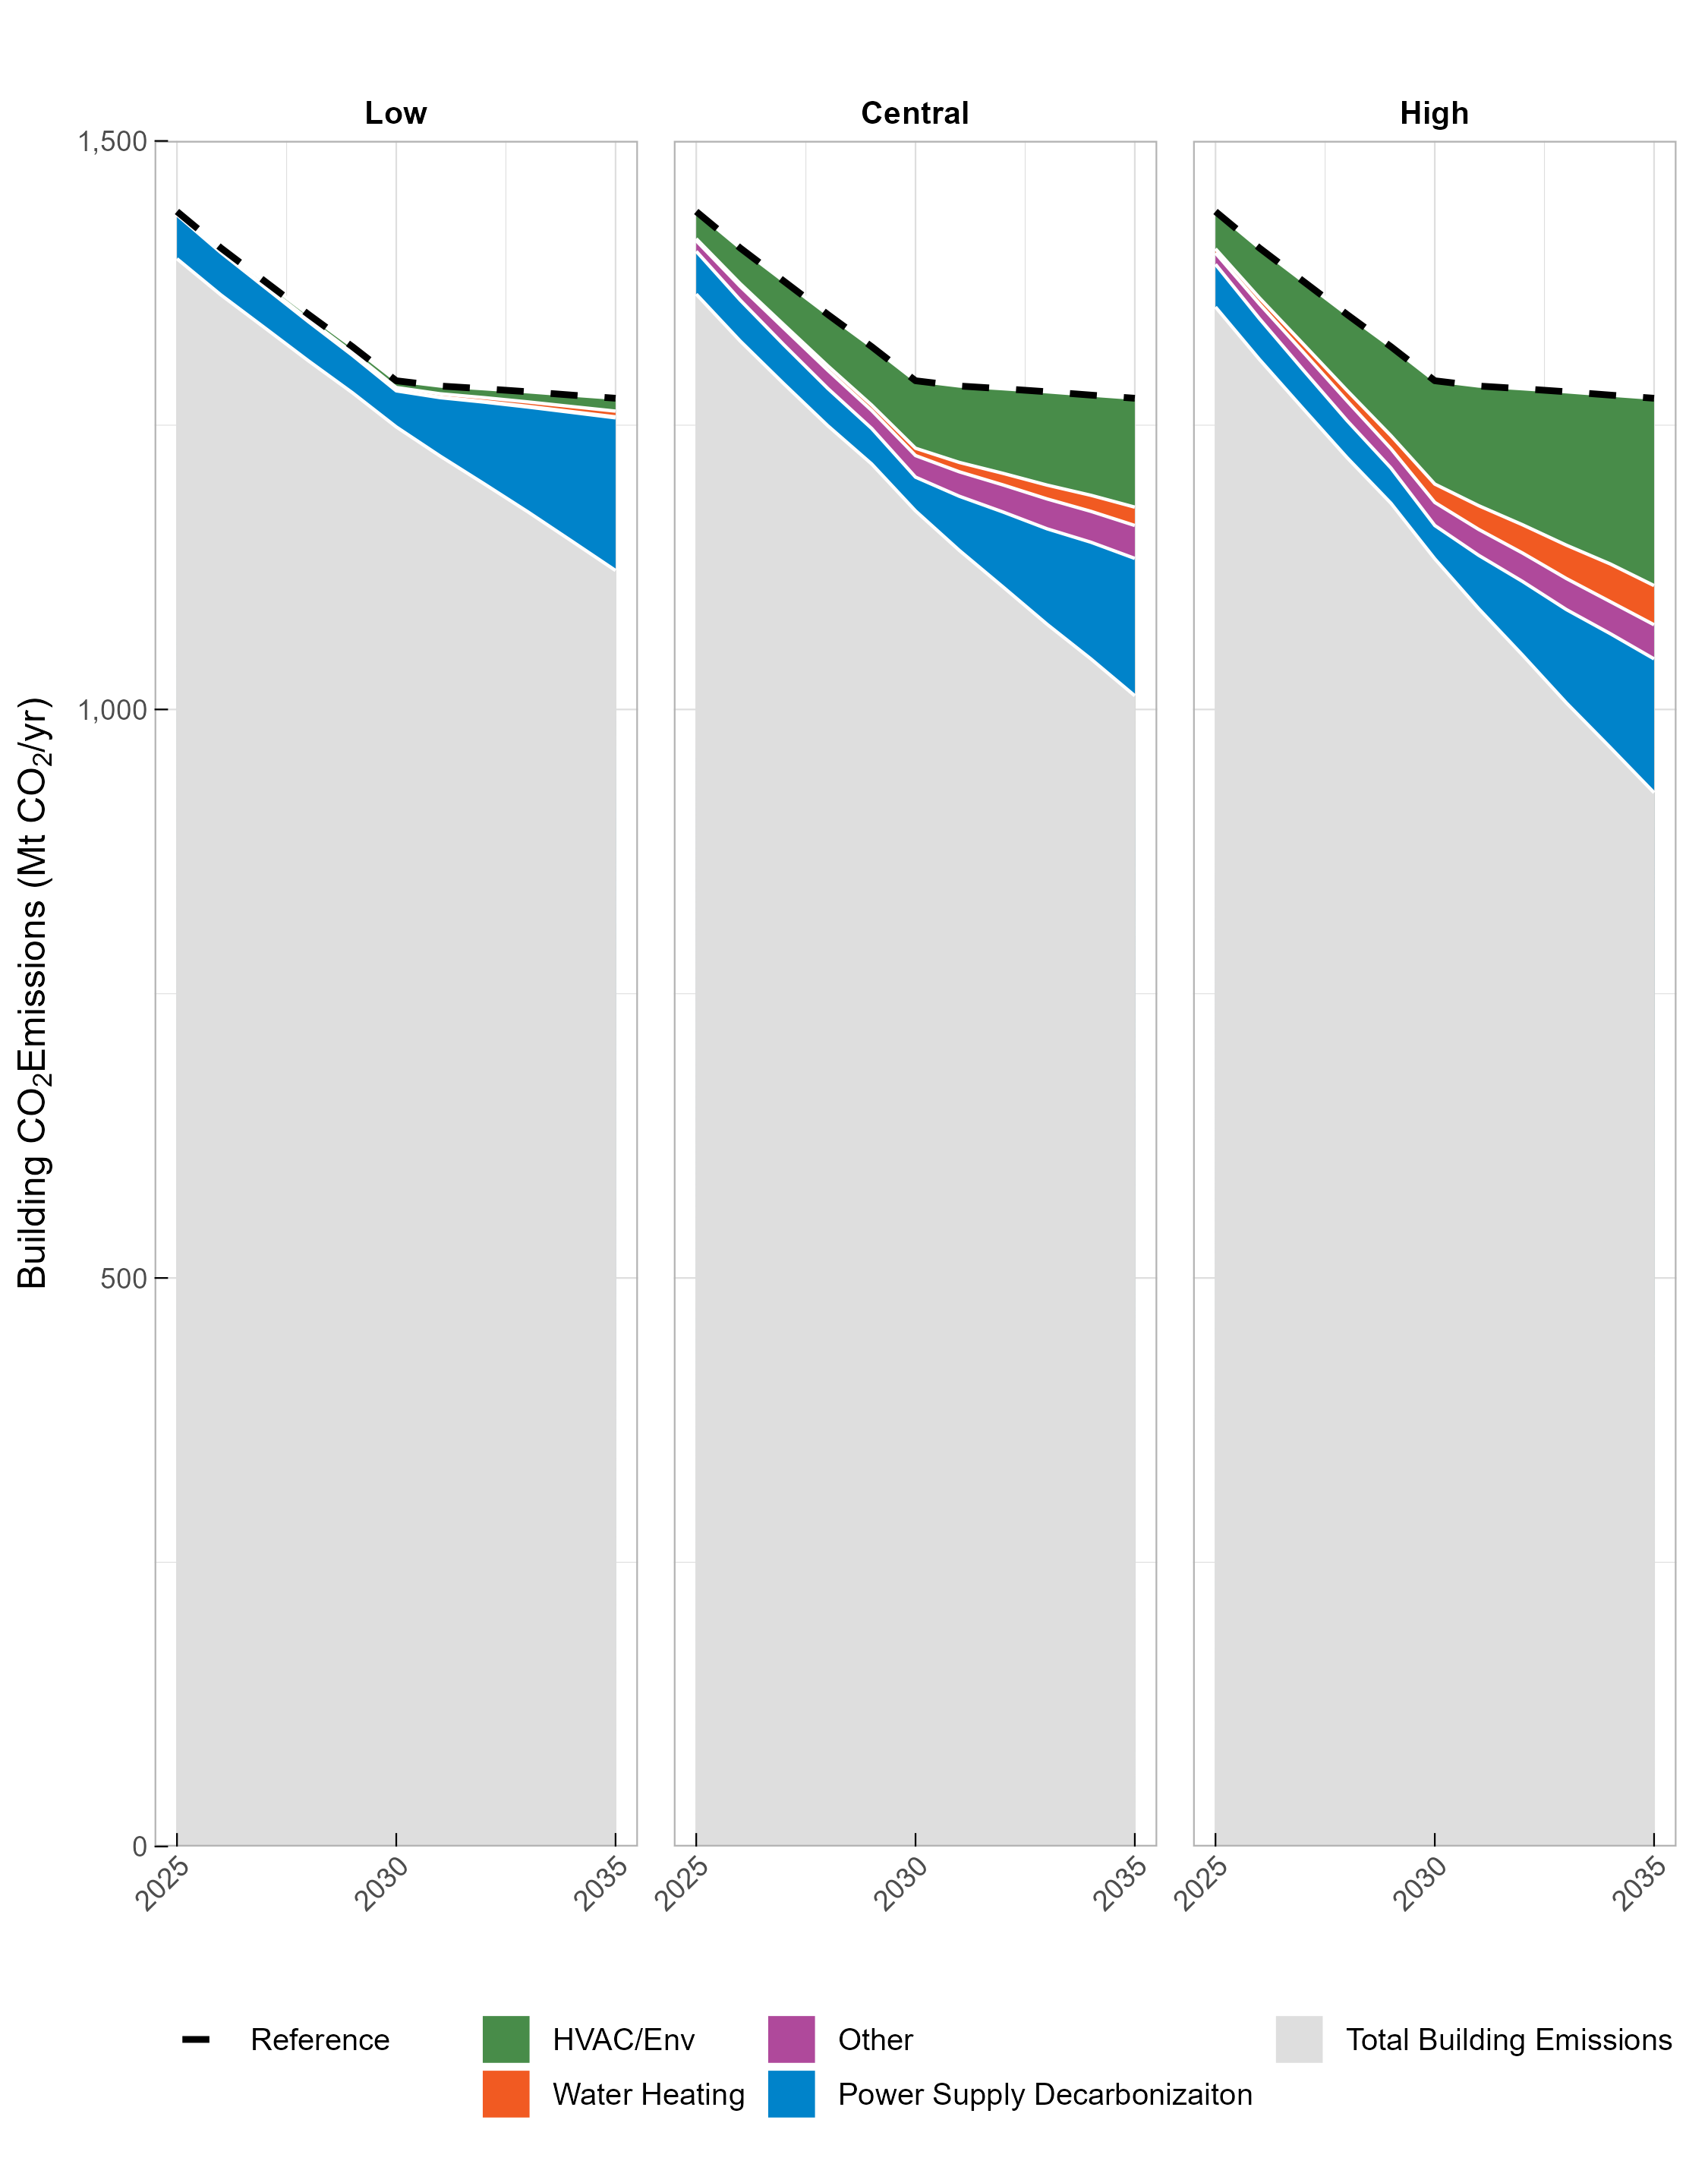 Low Central High
1,500
1,000
500
0
Building CO₂Emissions (Mt CO₂/yr)
2025 2030 2035 2025 2030 2035 2025 2030 2035
Reference HVAC/Env Other Total Building Emissions
Water Heating Power Supply Decarbonizaiton